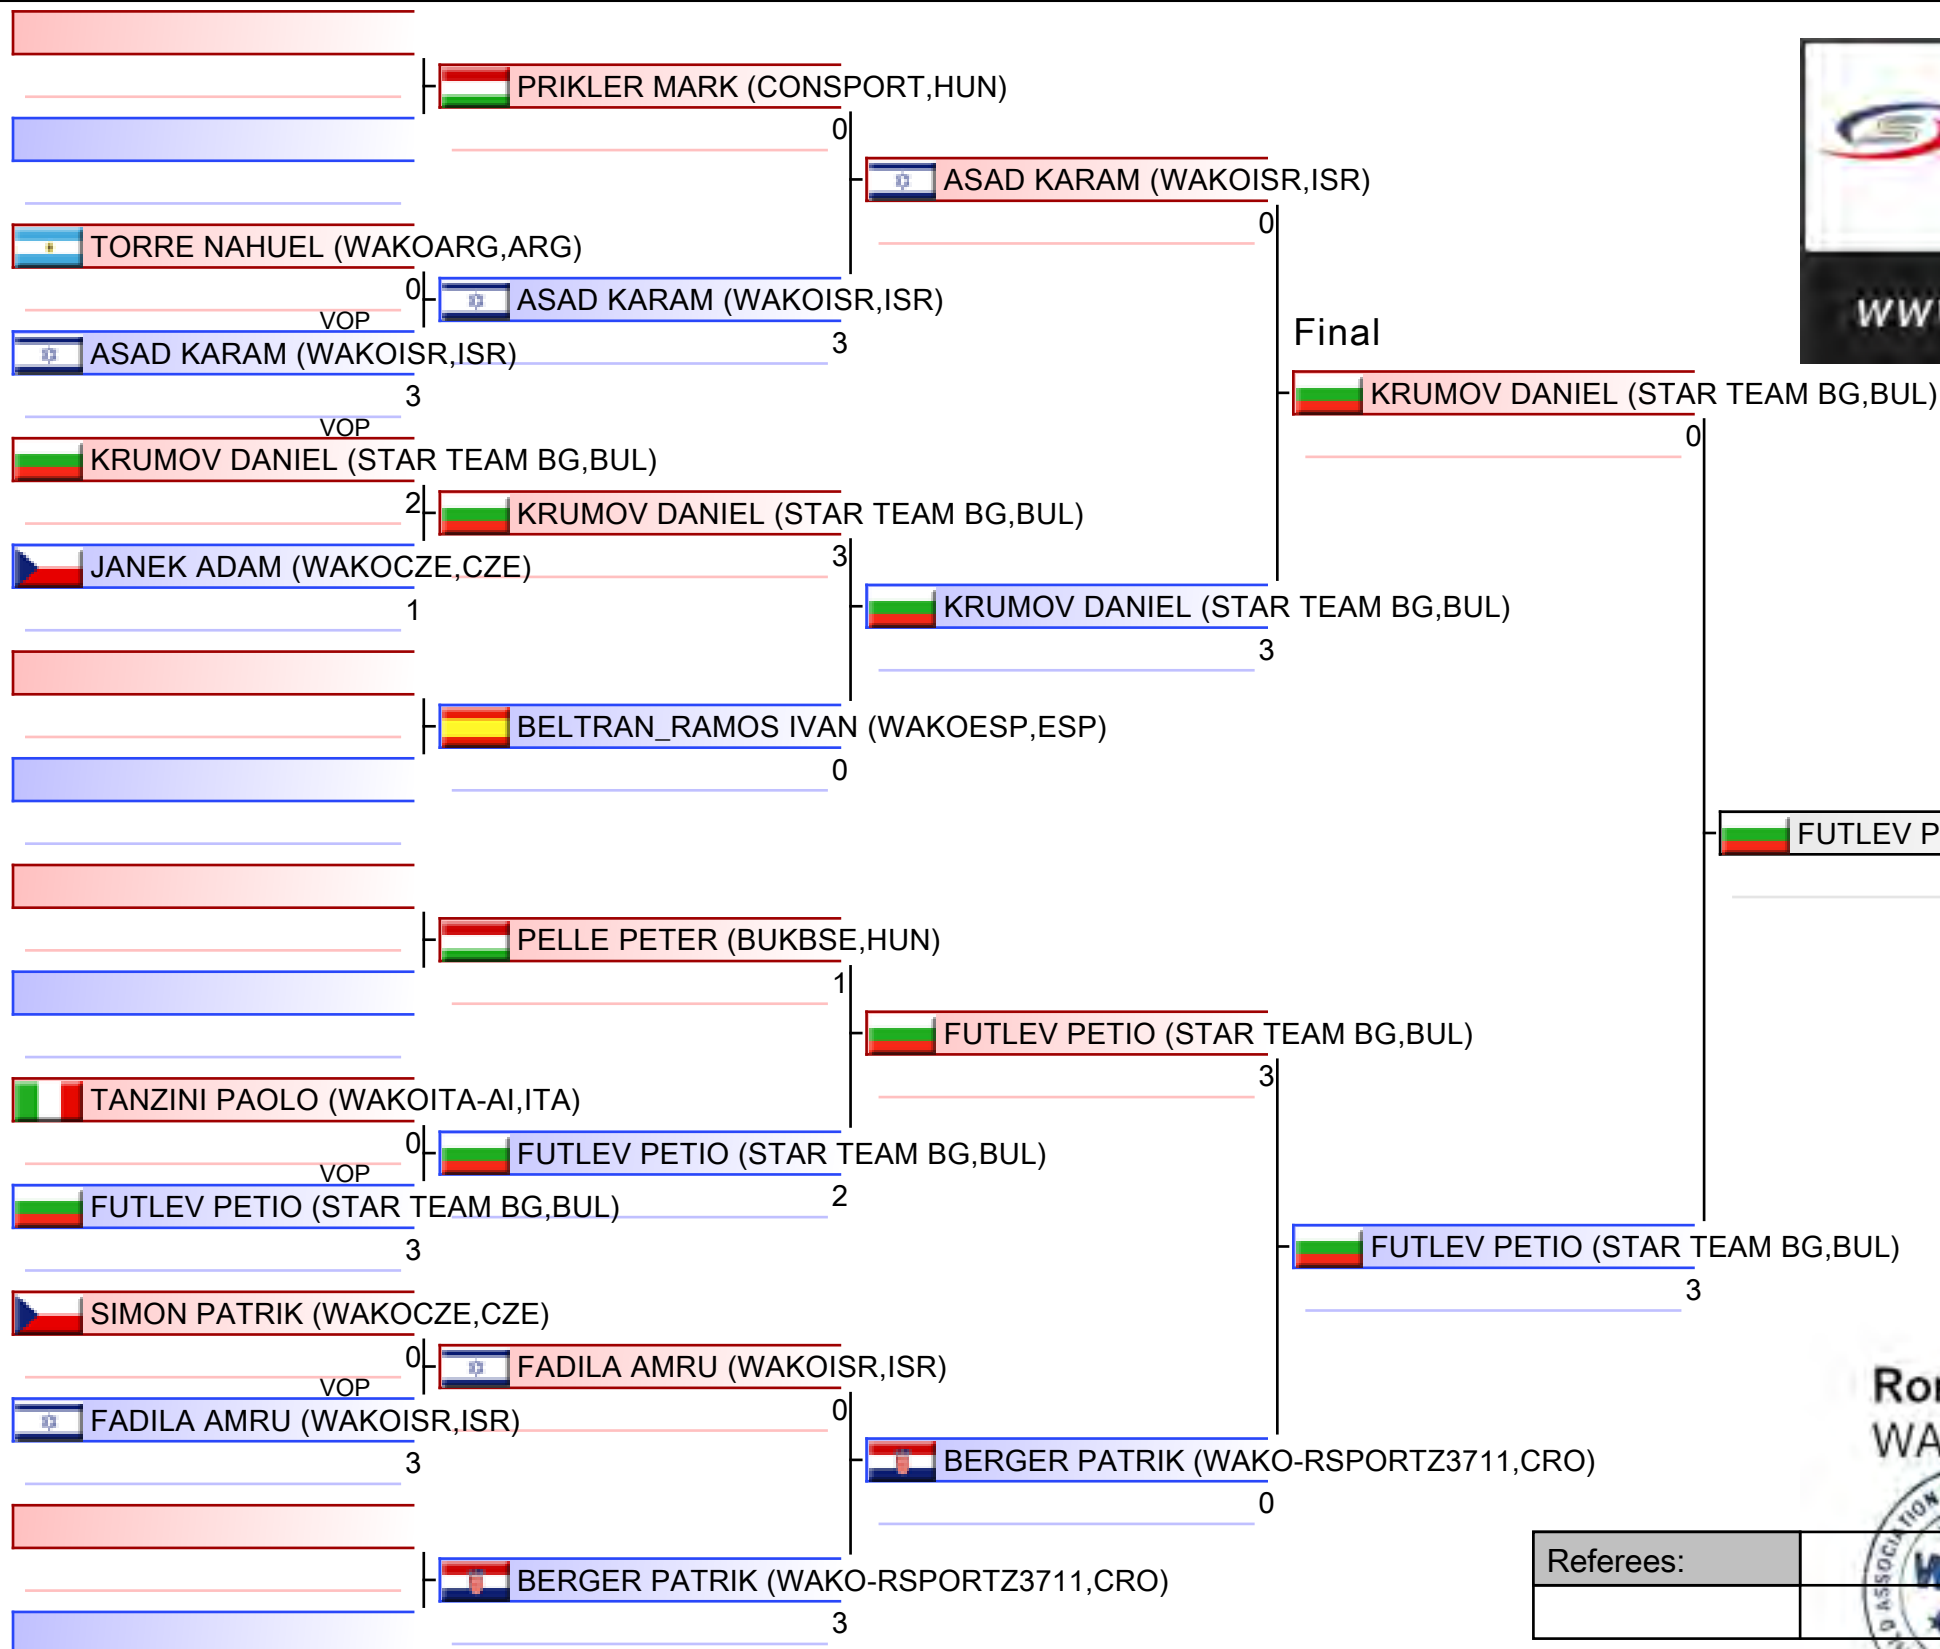 PRIKLER MARK (CONSPORT,HUN)
0
ASAD KARAM (WAKOISR,ISR)
0
TORRE NAHUEL (WAKOARG,ARG)
0
ASAD KARAM (WAKOISR,ISR)
3
VOP
ASAD KARAM (WAKOISR,ISR)
3
Final
KRUMOV DANIEL (STAR TEAM BG,BUL)
0
VOP
KRUMOV DANIEL (STAR TEAM BG,BUL)
2
KRUMOV DANIEL (STAR TEAM BG,BUL)
3
JANEK ADAM (WAKOCZE,CZE)
1
KRUMOV DANIEL (STAR TEAM BG,BUL)
3
BELTRAN_RAMOS IVAN (WAKOESP,ESP)
0
FUTLEV P
PELLE PETER (BUKBSE,HUN)
1
FUTLEV PETIO (STAR TEAM BG,BUL)
3
TANZINI PAOLO (WAKOITA-AI,ITA)
0
FUTLEV PETIO (STAR TEAM BG,BUL)
2
VOP
FUTLEV PETIO (STAR TEAM BG,BUL)
3
FUTLEV PETIO (STAR TEAM BG,BUL)
3
SIMON PATRIK (WAKOCZE,CZE)
0
FADILA AMRU (WAKOISR,ISR)
0
VOP
FADILA AMRU (WAKOISR,ISR)
3
BERGER PATRIK (WAKO-RSPORTZ3711,CRO)
0
BERGER PATRIK (WAKO-RSPORTZ3711,CRO)
3
Ro
WA
Referees: